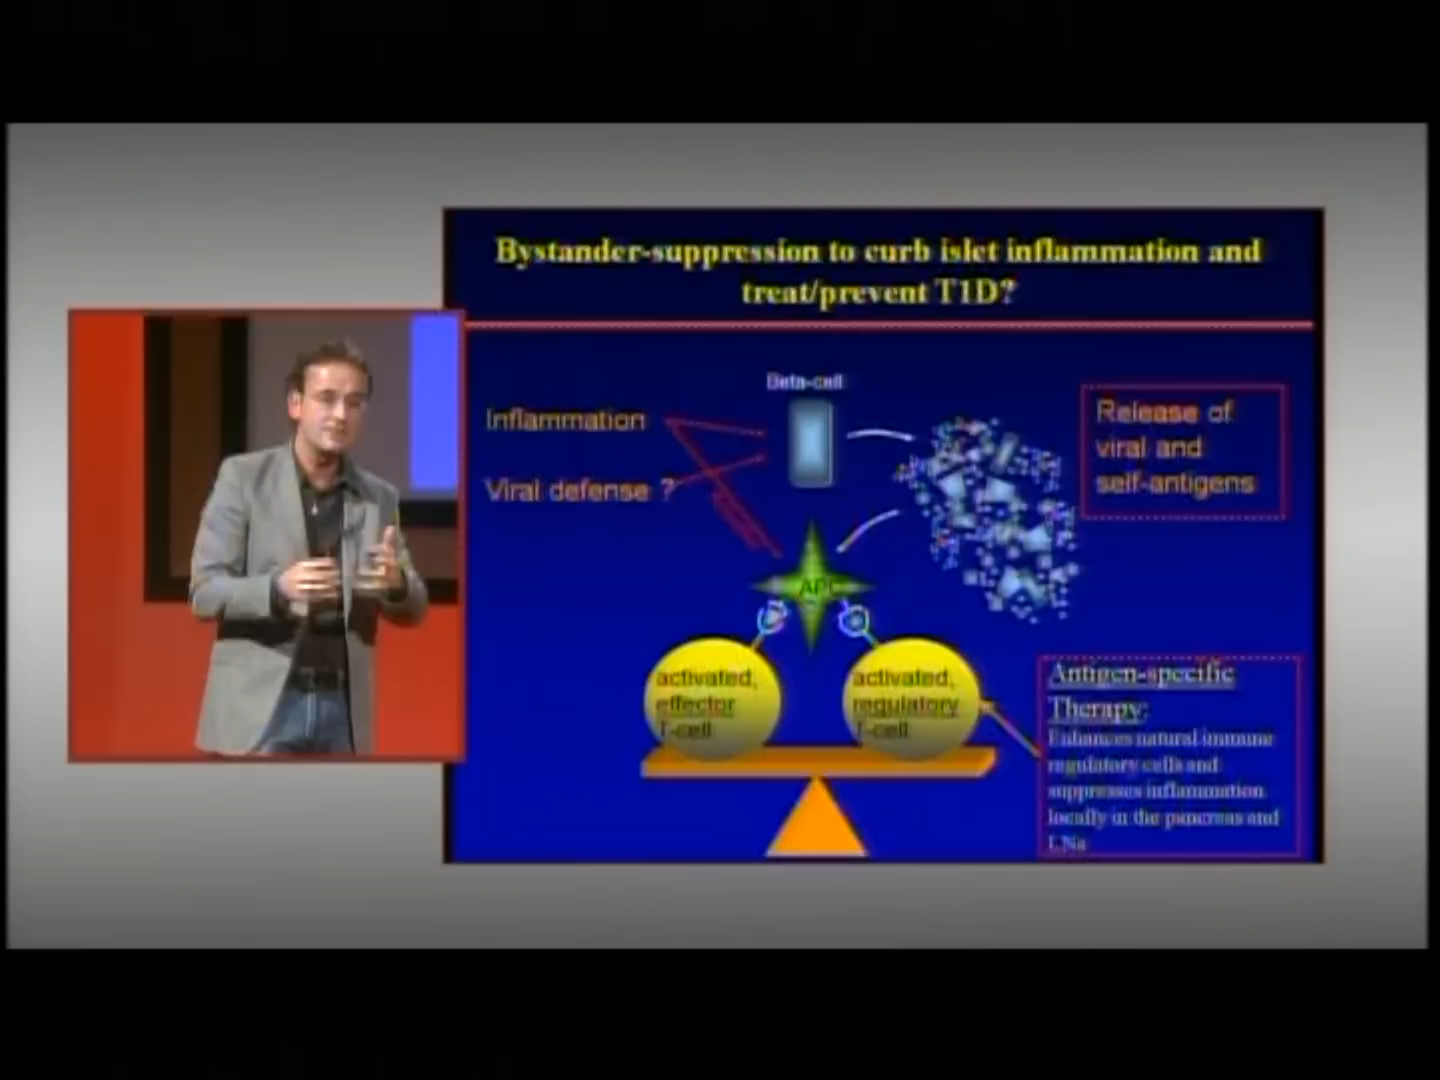 Bystander-suppression to curb islet inflammation and
treat/prevent T1D?
Beta-cell
Inflammation
Viral defense ?
Release of
viral and
self-antigens
APC
activated,
effector
T-cell
activated,
regulatory
T-cell
Antigen-specific
Therapy:
Enhances natural immune
regulatory cells and
suppresses inflammation
locally in the pancreas and
LNs